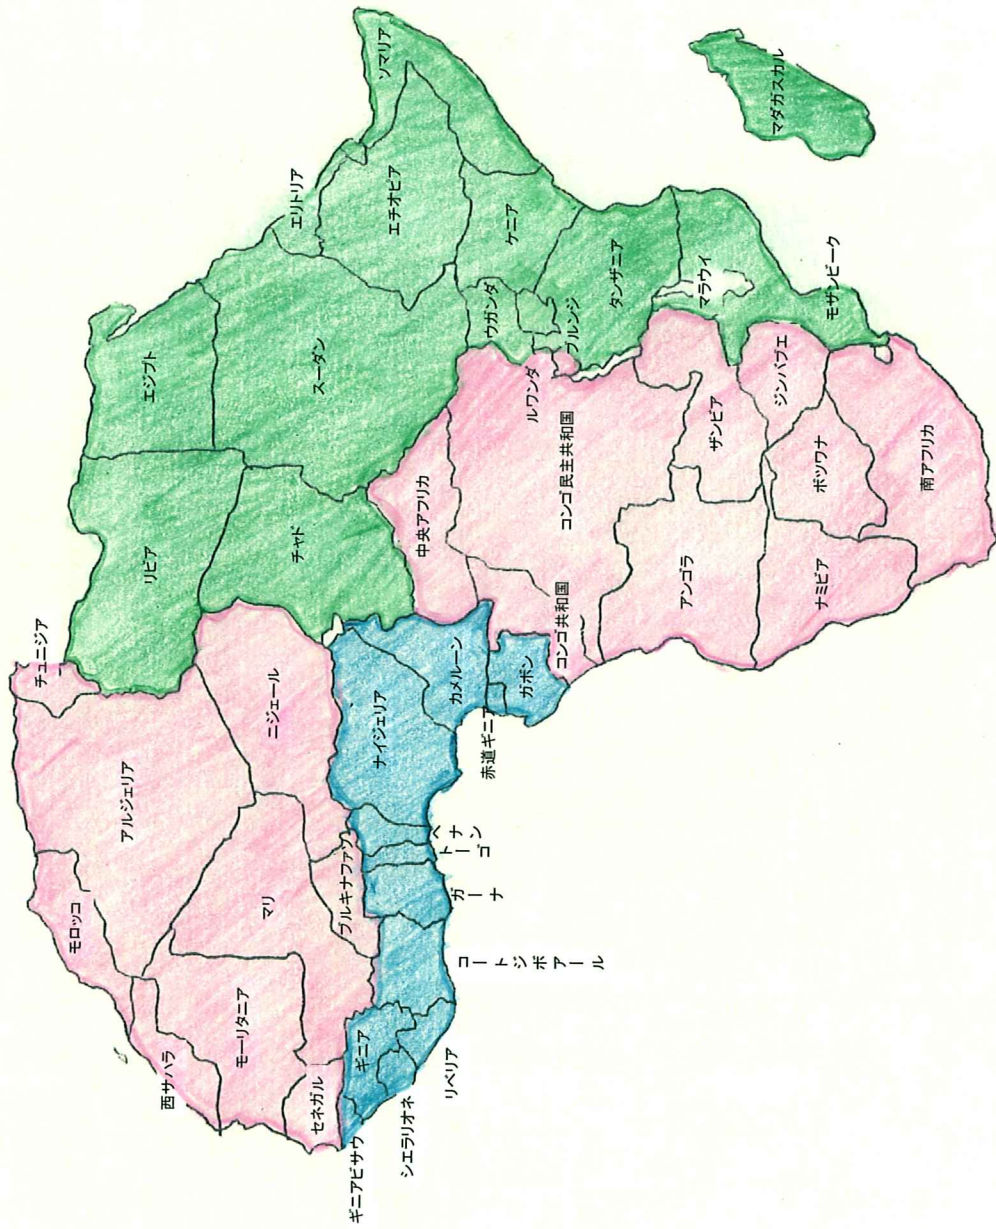 チュニジア
モロッコ
アルジェリア
リビア
エジプト
西サハラ
モーリタニア
マリ
ニジェール
チャド
スーダン
エリトリア
セネガル
ギニアビサウ
ギニア
シエラリオネ
リベリア
コートジボアール
ブルキナファソ
ガーナ
トーゴ
ベナン
ナイジェリア
カメルーン
中央アフリカ
エチオピア
ソマリア
赤道ギニア
ガボン
コンゴ共和国
コンゴ民主共和国
ウガンダ
ケニア
ルワンダ
ブルンジ
タンザニア
アンゴラ
ザンビア
マラウイ
モザンビーク
ナミビア
ボツワナ
ジンバブエ
南アフリカ
マダガスカル